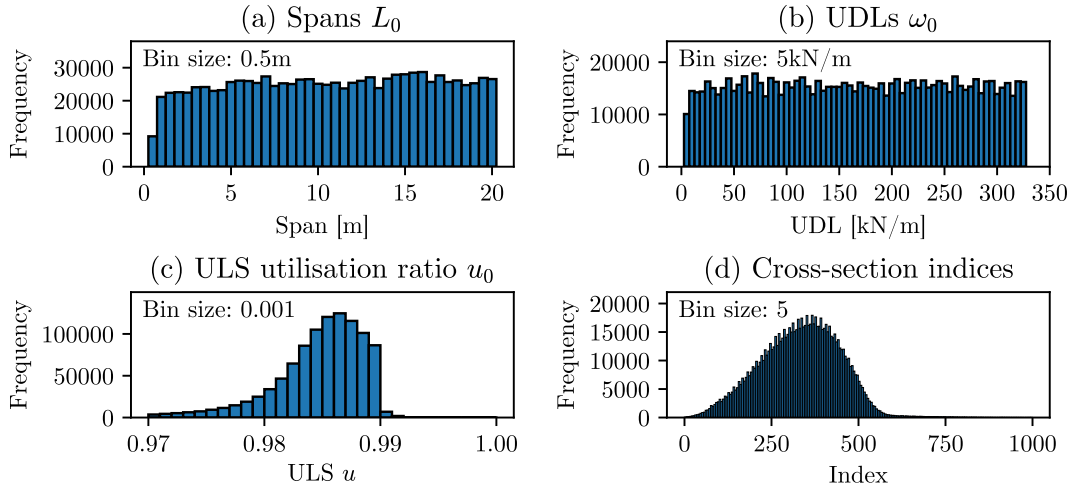 (a) Spans L₀
Bin size: 0.5m
Frequency
30000
20000
10000
0
0 5 10 15 20
Span [m]
(b) UDLs ω₀
Bin size: 5kN/m
Frequency
20000
10000
0
0 50 100 150 200 250 300 350
UDL [kN/m]
(c) ULS utilisation ratio u₀
Bin size: 0.001
Frequency
100000
50000
0
0.97 0.98 0.99 1.00
ULS u
(d) Cross-section indices
Bin size: 5
Frequency
20000
15000
10000
5000
0
0 250 500 750 1000
Index